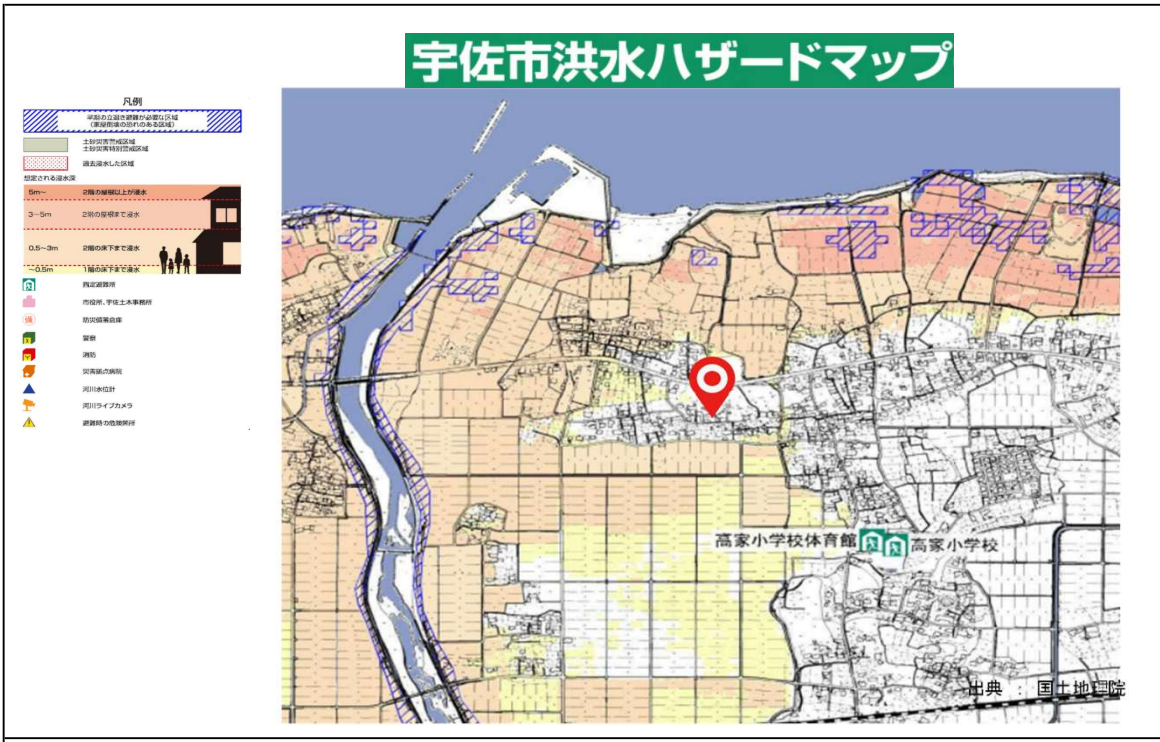 宇佐市洪水ハザードマップ
凡例
早期の立退き避難が必要な区域
(家屋倒壊の恐れのある区域)
土砂災害警戒区域
土砂災害特別警戒区域
過去浸水した区域
想定される浸水深
5m~ 2階の屋根以上が浸水
3~5m 2階の屋根まで浸水
0.5~3m 2階の床下まで浸水
~0.5m 1階の床下まで浸水
指定避難所
市役所、宇佐土木事務所
防災備蓄倉庫
警察
消防
災害拠点病院
河川水位計
河川ライブカメラ
避難時の危険箇所
高家小学校体育館
高家小学校
出典 : 国土地理院